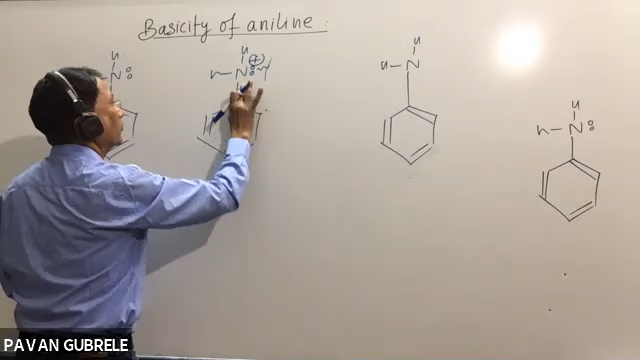 Basicity of aniline
H
H
H
H
N
H-N
H-N
H-N
PAVAN GUBRELE